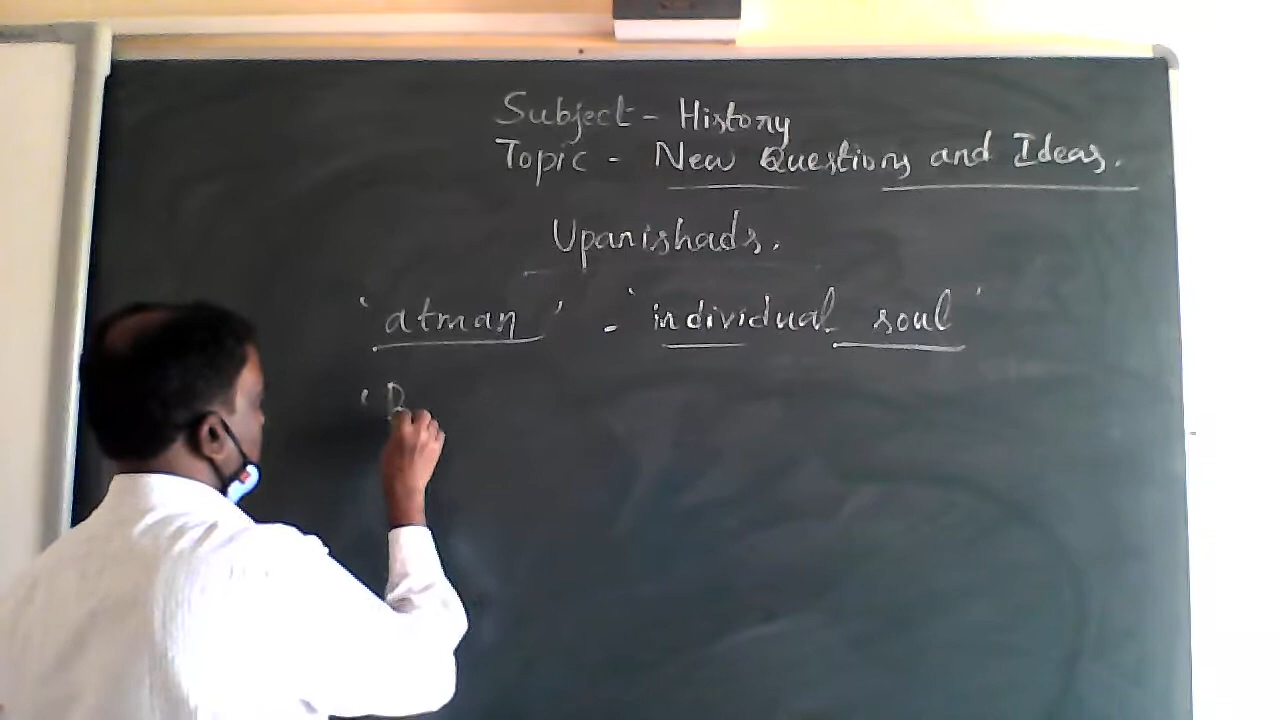 Subject - History
Topic - New Questions and Ideas.
Upanishads.
'atman' - 'individual soul'
'B